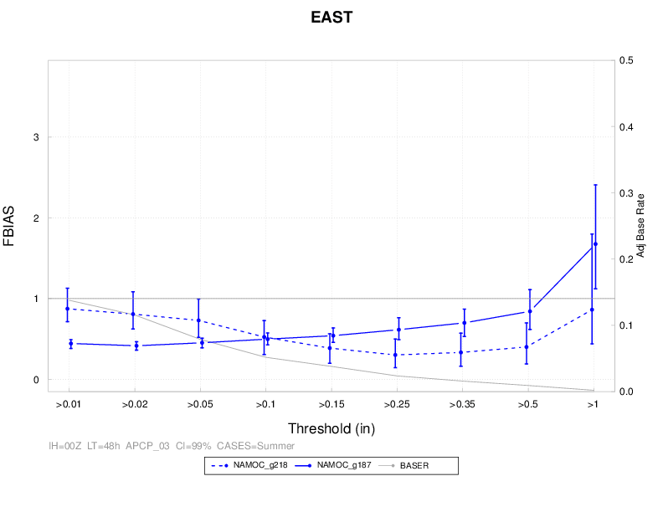 EAST
FBIAS
3
2
1
0
0.5
0.4
0.3
0.2
0.1
0.0
Adj Base Rate
>0.01 >0.02 >0.05 >0.1 >0.15 >0.25 >0.35 >0.5 >1
Threshold (in)
IH=00Z LT=48h APCP_03 CI=99% CASES=Summer
NAMOC_g218 NAMOC_g187 BASER